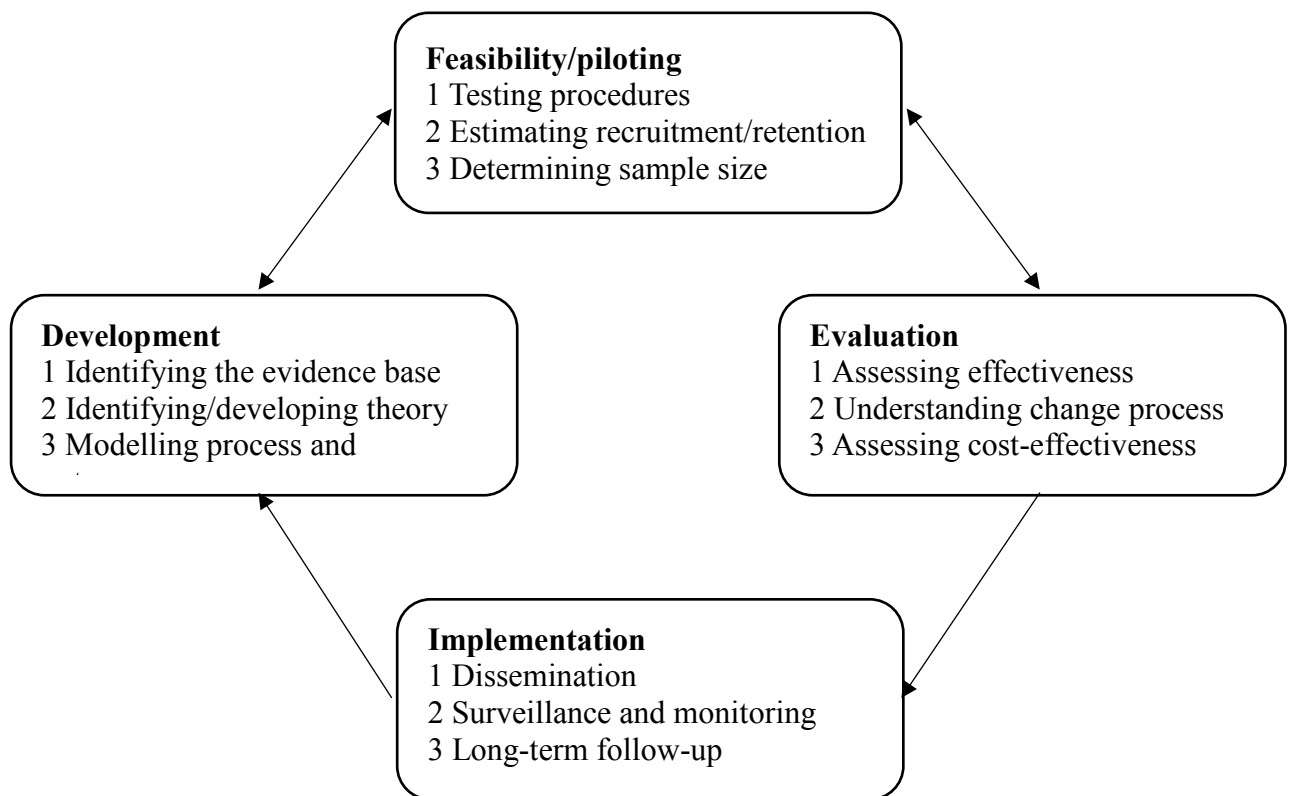 Feasibility/piloting
1 Testing procedures
2 Estimating recruitment/retention
3 Determining sample size
Development
1 Identifying the evidence base
2 Identifying/developing theory
3 Modelling process and
Evaluation
1 Assessing effectiveness
2 Understanding change process
3 Assessing cost-effectiveness
Implementation
1 Dissemination
2 Surveillance and monitoring
3 Long-term follow-up